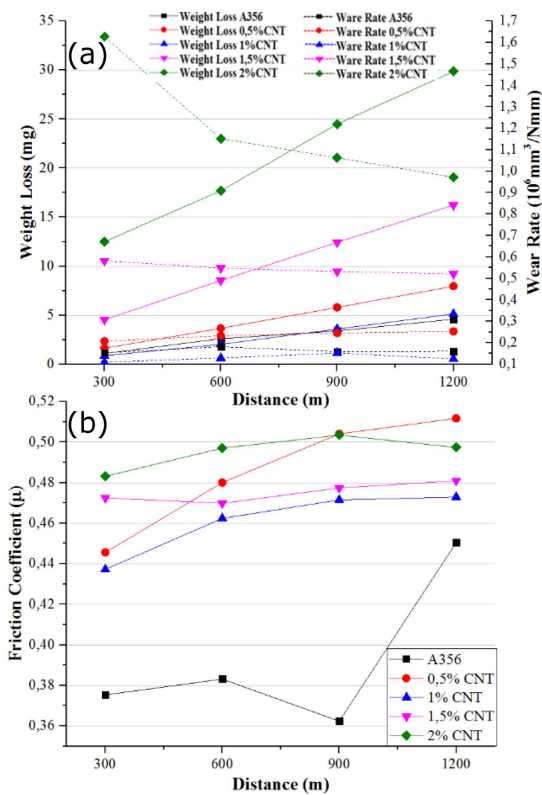 (a)
Weight Loss A356 Ware Rate A356
Weight Loss 0,5%CNT Ware Rate 0,5%CNT
Weight Loss 1%CNT Ware Rate 1%CNT
Weight Loss 1,5%CNT Ware Rate 1,5%CNT
Weight Loss 2%CNT Ware Rate 2%CNT
Weight Loss (mg)
35
30
25
20
15
10
5
0
Wear Rate (10⁶ mm³/Nmm)
1,7
1,6
1,5
1,4
1,3
1,2
1,1
1,0
0,9
0,8
0,7
0,6
0,5
0,4
0,3
0,2
0,1
300 600 900 1200
Distance (m)
(b)
Friction Coefficient (µ)
0,52
0,50
0,48
0,46
0,44
0,42
0,40
0,38
0,36
A356
0,5% CNT
1% CNT
1,5% CNT
2% CNT
300 600 900 1200
Distance (m)